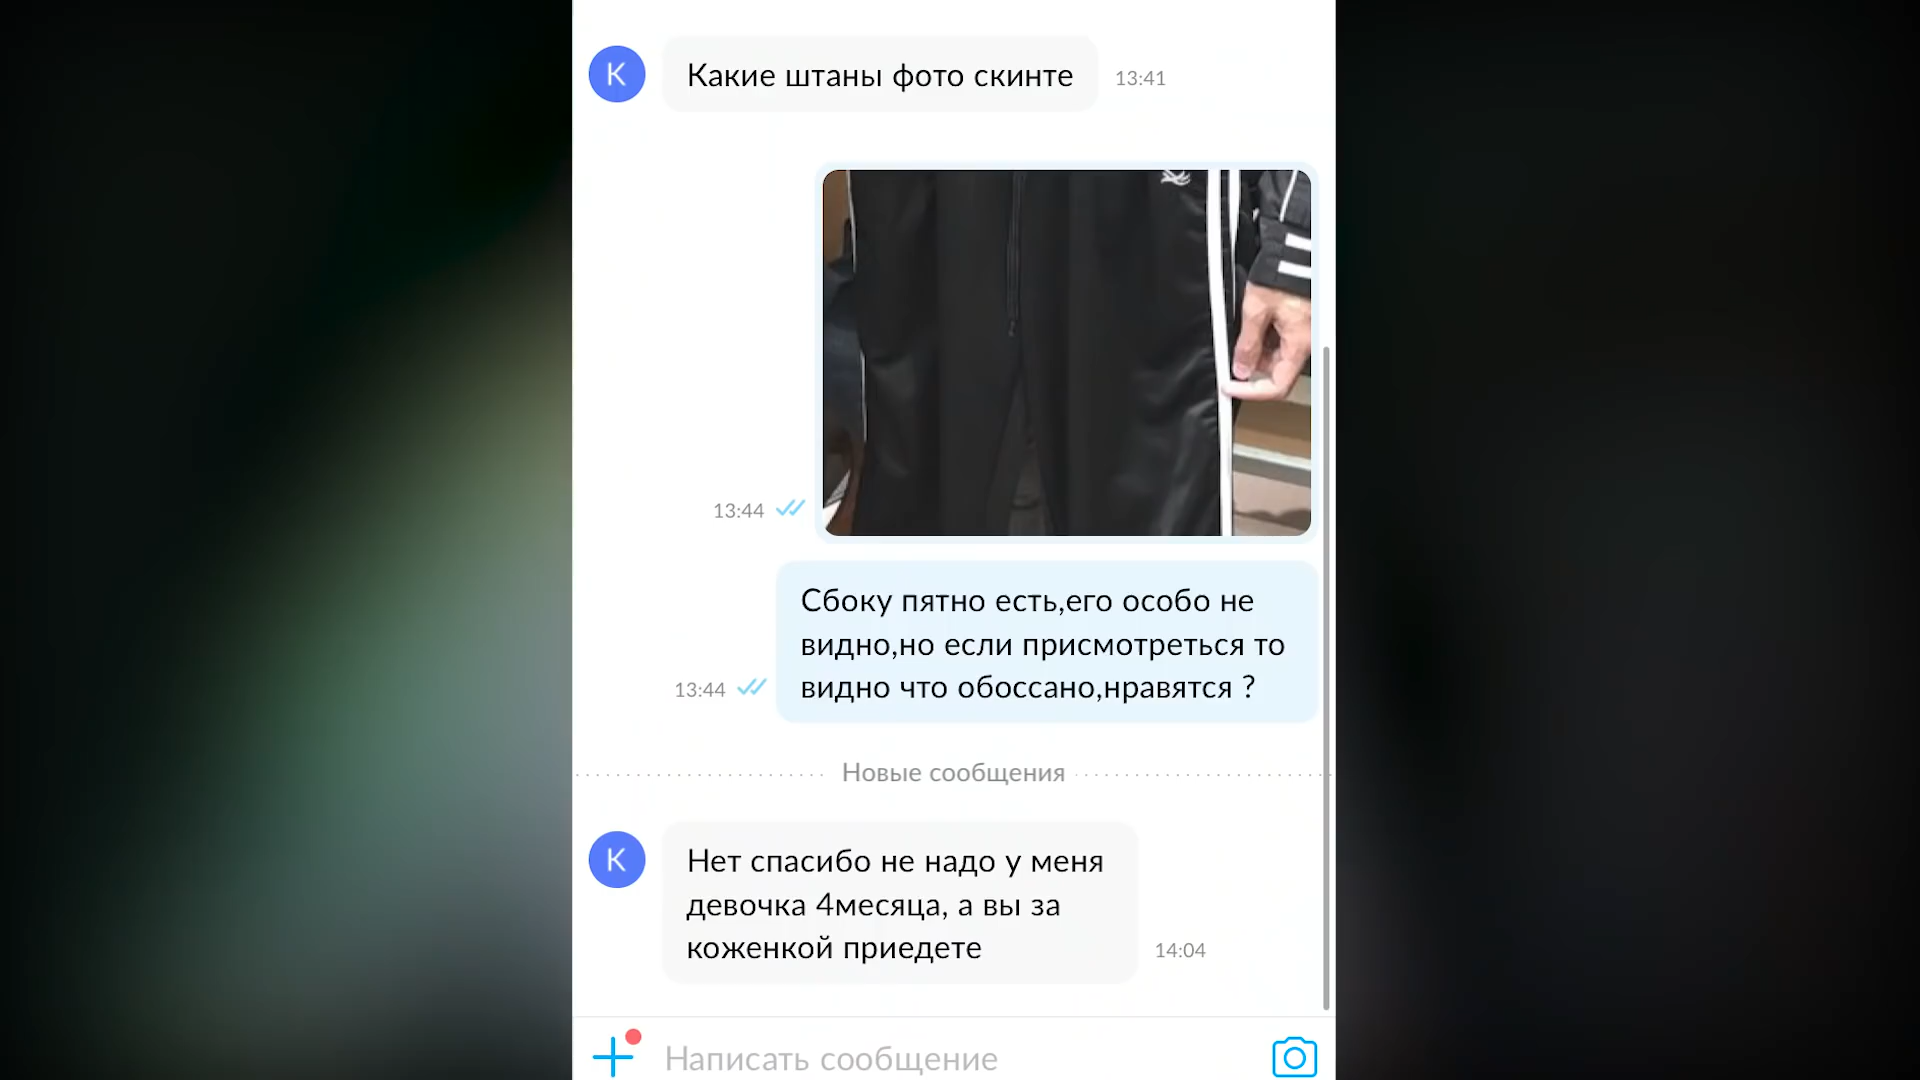 К
Какие штаны фото скинте
13:41
13:44
Сбоку пятно есть,его особо не
видно,но если присмотреться то
видно что обоссано,нравятся ?
13:44
Новые сообщения
К
Нет спасибо не надо у меня
девочка 4месяца, а вы за
коженкой приедете
14:04
Написать сообщение